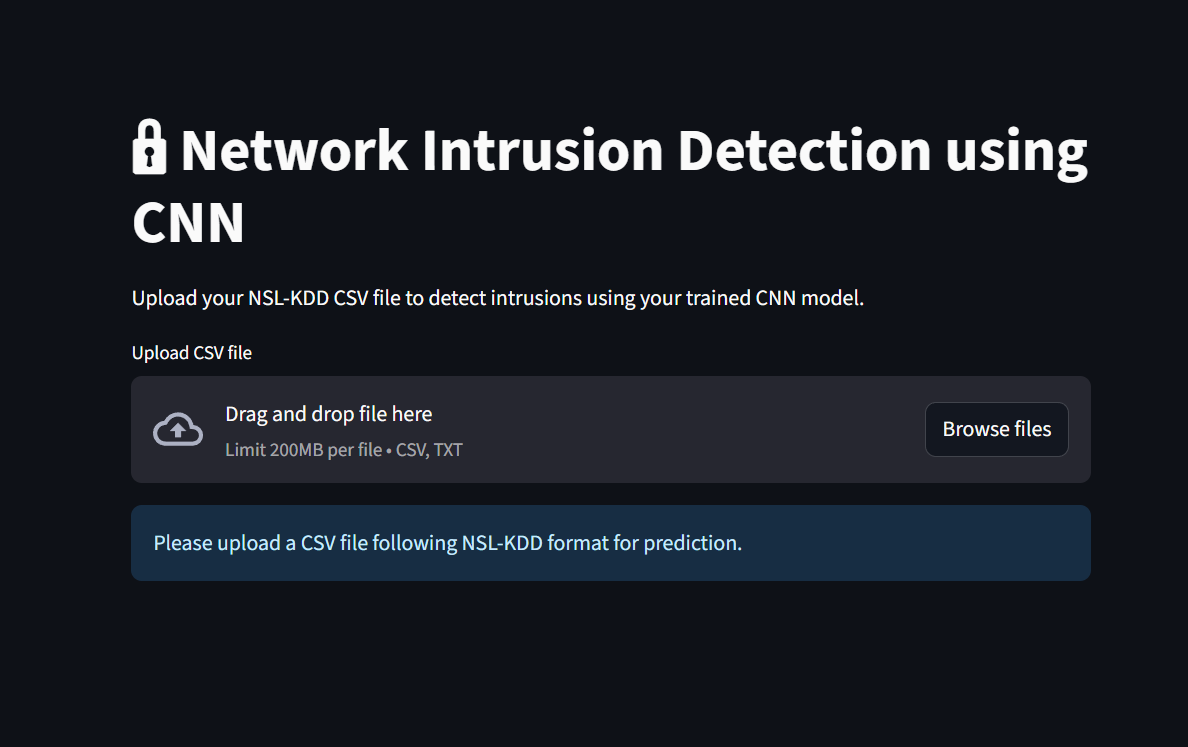 Network Intrusion Detection using
CNN
Upload your NSL-KDD CSV file to detect intrusions using your trained CNN model.
Upload CSV file
Drag and drop file here
Limit 200MB per file • CSV, TXT
Browse files
Please upload a CSV file following NSL-KDD format for prediction.